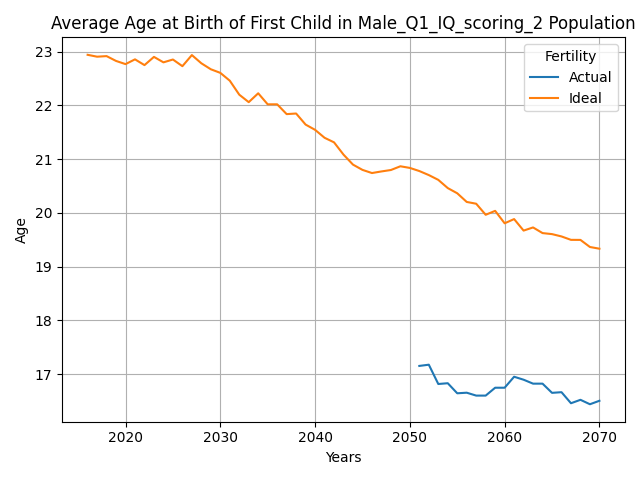 Average Age at Birth of First Child in Male_Q1_IQ_scoring_2 Population
Fertility
Actual
Ideal
23
22
21
20
19
18
17
Age
2020
2030
2040
2050
2060
2070
Years